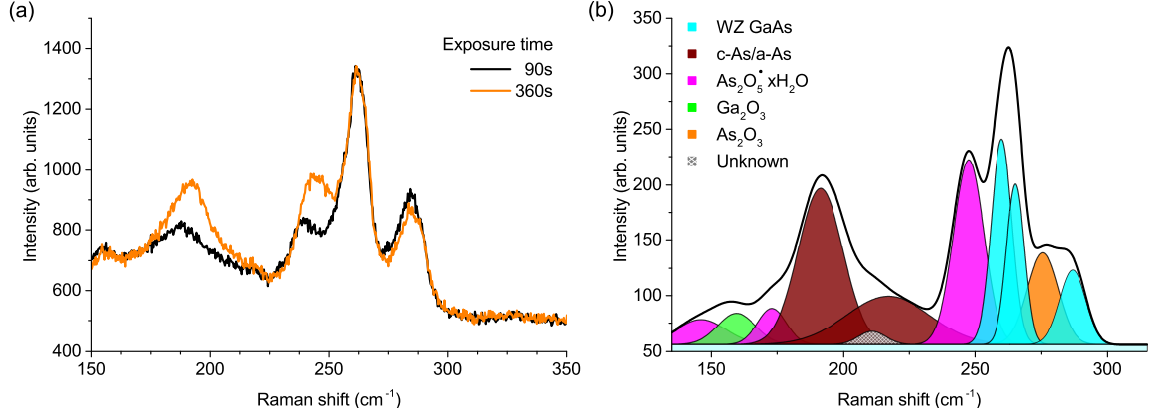 (a)
1400
1200
1000
800
600
400
Intensity (arb. units)
Exposure time
90s
360s
150
200
250
300
350
Raman shift (cm⁻¹)
(b)
350
300
250
200
150
100
50
Intensity (arb. units)
WZ GaAs
c-As/a-As
As₂O₅• xH₂O
Ga₂O₃
As₂O₃
Unknown
150
200
250
300
Raman shift (cm⁻¹)